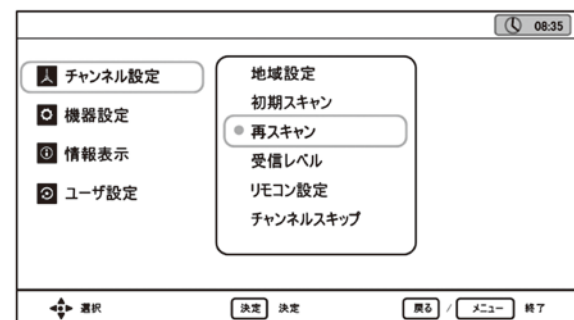 08:35
チャンネル設定
機器設定
情報表示
ユーザ設定
地域設定
初期スキャン
再スキャン
受信レベル
リモコン設定
チャンネルスキップ
選択 決定 決定 戻る / メニュー 終了